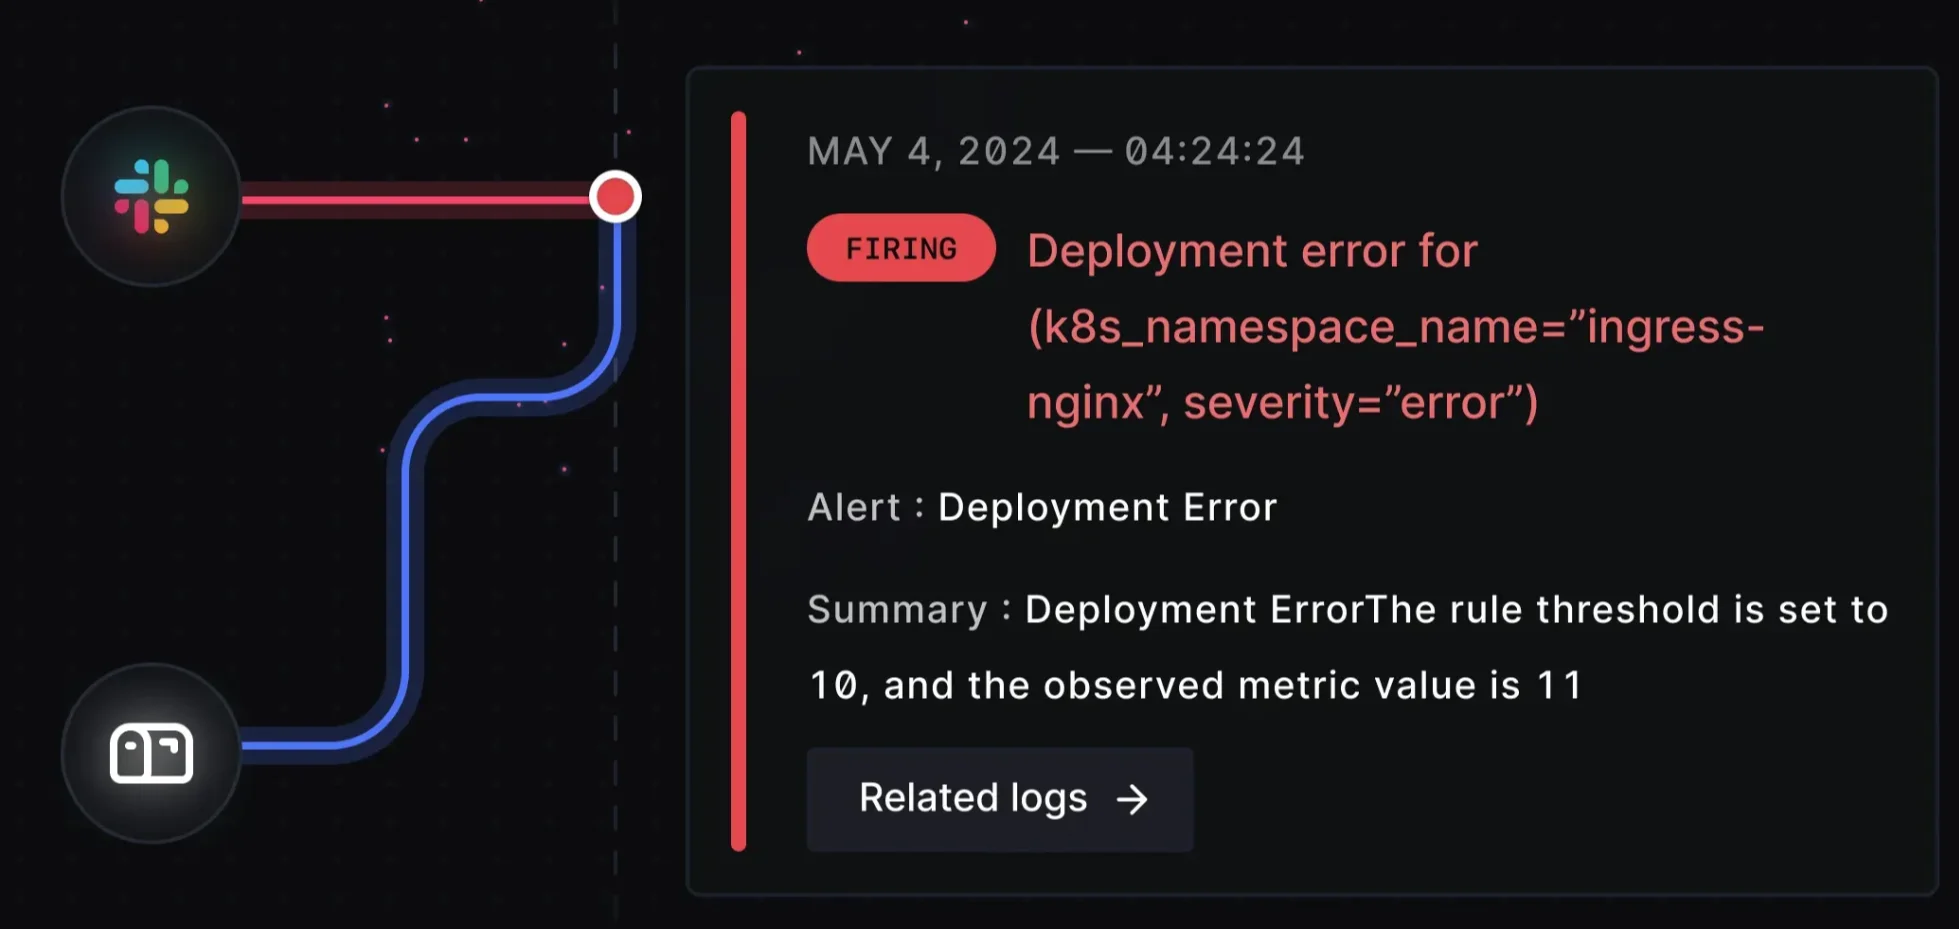 MAY 4, 2024 — 04:24:24
FIRING
Deployment error for
(k8s_namespace_name=”ingress-
nginx”, severity=”error”)
Alert : Deployment Error
Summary : Deployment ErrorThe rule threshold is set to
10, and the observed metric value is 11
Related logs →